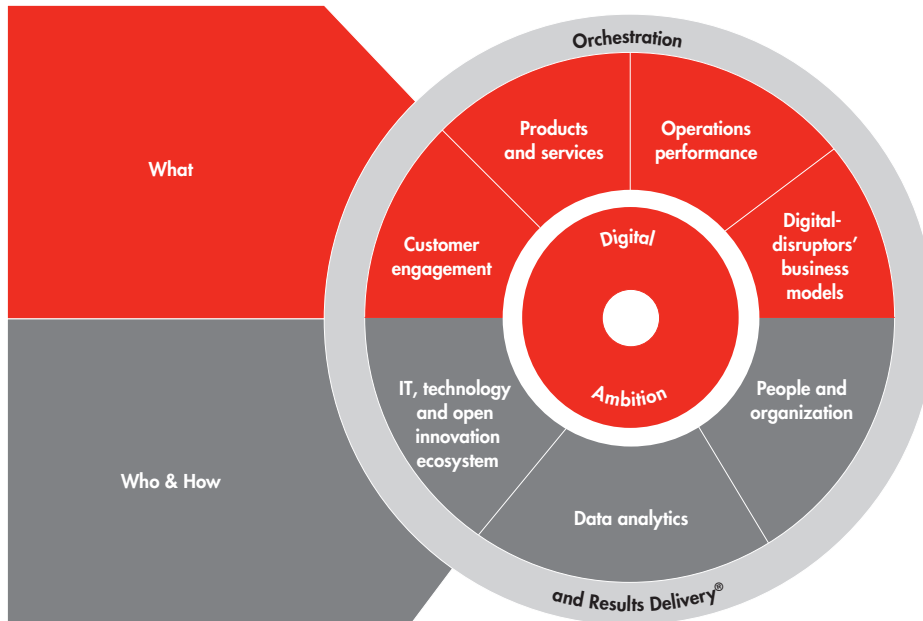 Orchestration
What
Products
and services
Operations
performance
Customer
engagement
Digital
Digital-
disruptors’
business
models
Ambition
IT, technology
and open
innovation
ecosystem
People and
organization
Who & How
Data analytics
and Results Delivery®